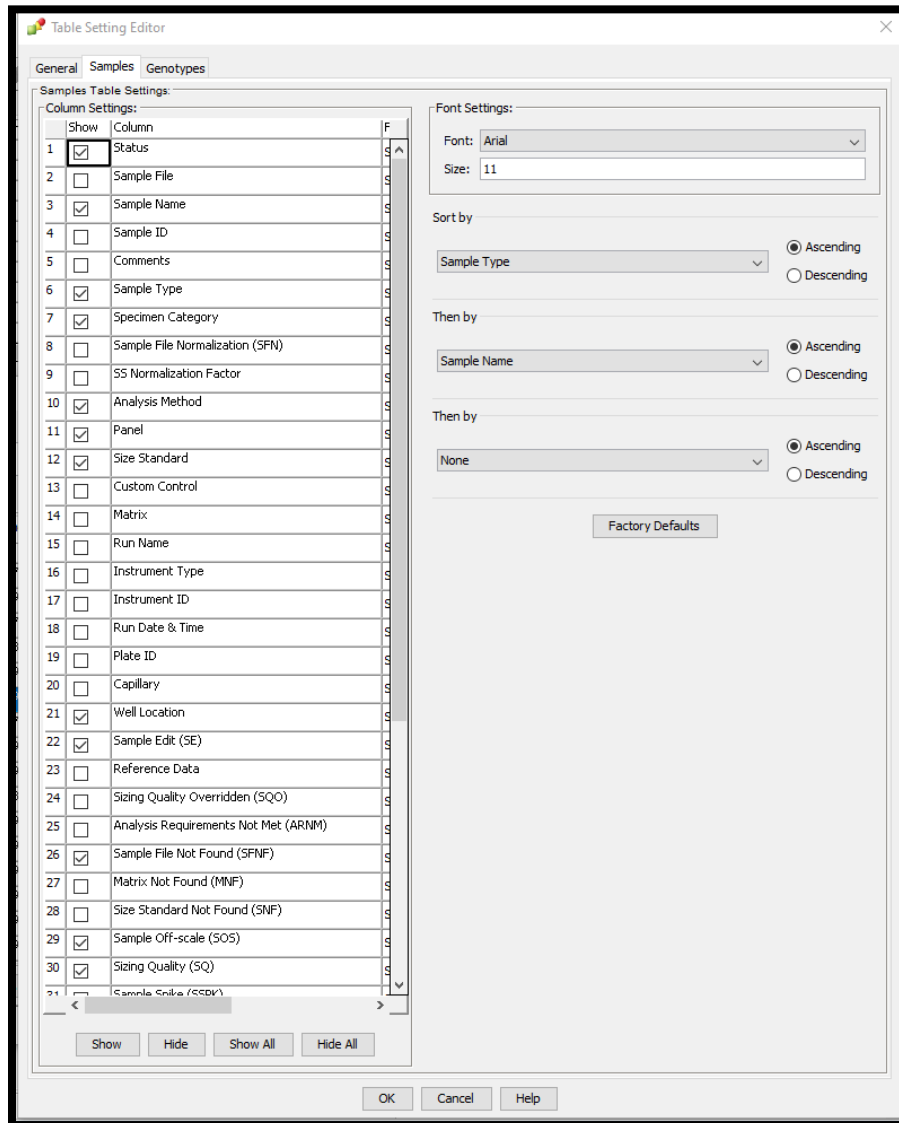 Table Setting Editor
General Samples Genotypes
Samples Table Settings:
Column Settings:
Show Column F
1 Status S
2 Sample File S
3 Sample Name S
4 Sample ID S
5 Comments S
6 Sample Type S
7 Specimen Category S
8 Sample File Normalization (SFN) S
9 SS Normalization Factor S
10 Analysis Method S
11 Panel S
12 Size Standard S
13 Custom Control S
14 Matrix S
15 Run Name S
16 Instrument Type S
17 Instrument ID S
18 Run Date & Time S
19 Plate ID S
20 Capillary S
21 Well Location S
22 Sample Edit (SE) S
23 Reference Data S
24 Sizing Quality Overridden (SQO) S
25 Analysis Requirements Not Met (ARNM) S
26 Sample File Not Found (SFNF) S
27 Matrix Not Found (MNF) S
28 Size Standard Not Found (SNF) S
29 Sample Off-scale (SOS) S
30 Sizing Quality (SQ) S
31 Sample Spike (SSPK)
Show Hide Show All Hide All
Font Settings:
Font: Arial
Size: 11
Sort by
Sample Type
Ascending
Descending
Then by
Sample Name
Ascending
Descending
Then by
None
Ascending
Descending
Factory Defaults
OK Cancel Help